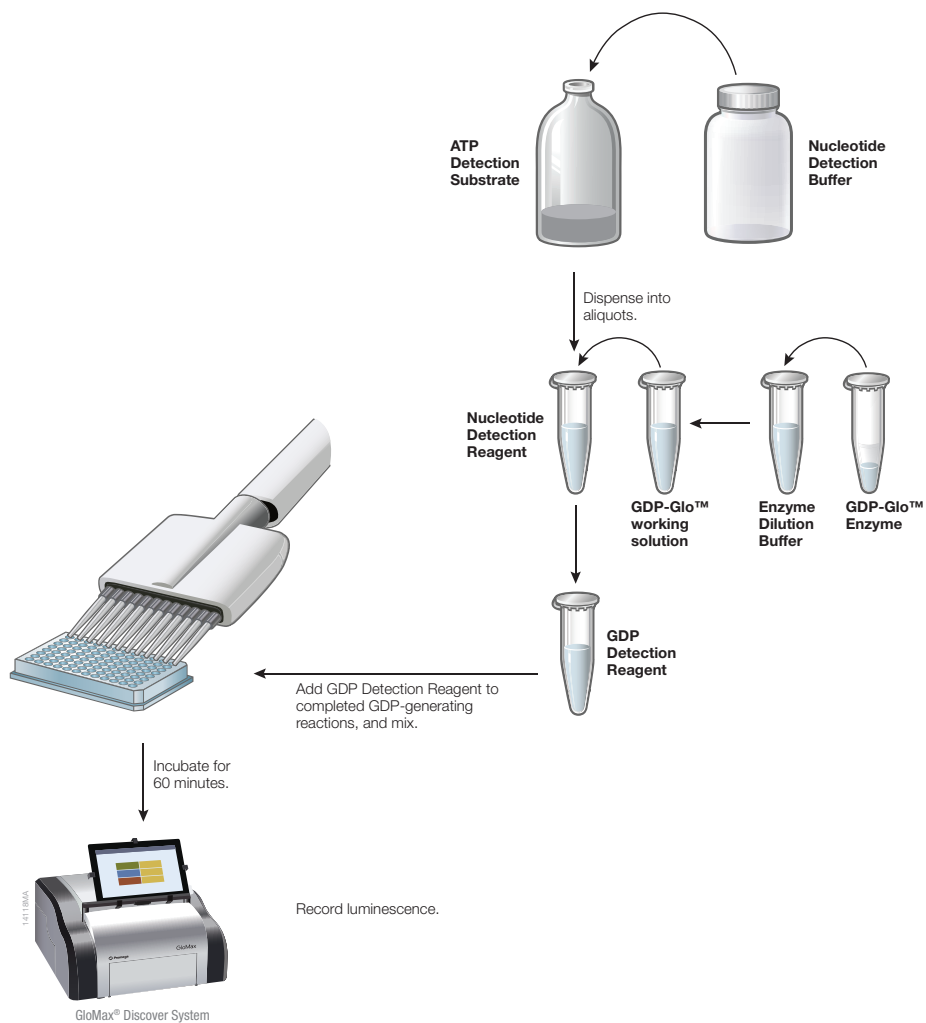 ATP
Detection
Substrate
Nucleotide
Detection
Buffer
Dispense into
aliquots.
Nucleotide
Detection
Reagent
GDP-Glo™
working
solution
Enzyme
Dilution
Buffer
GDP-Glo™
Enzyme
GDP
Detection
Reagent
Add GDP Detection Reagent to
completed GDP-generating
reactions, and mix.
Incubate for
60 minutes.
14118MA
Promega
GloMax
Record luminescence.
GloMax® Discover System